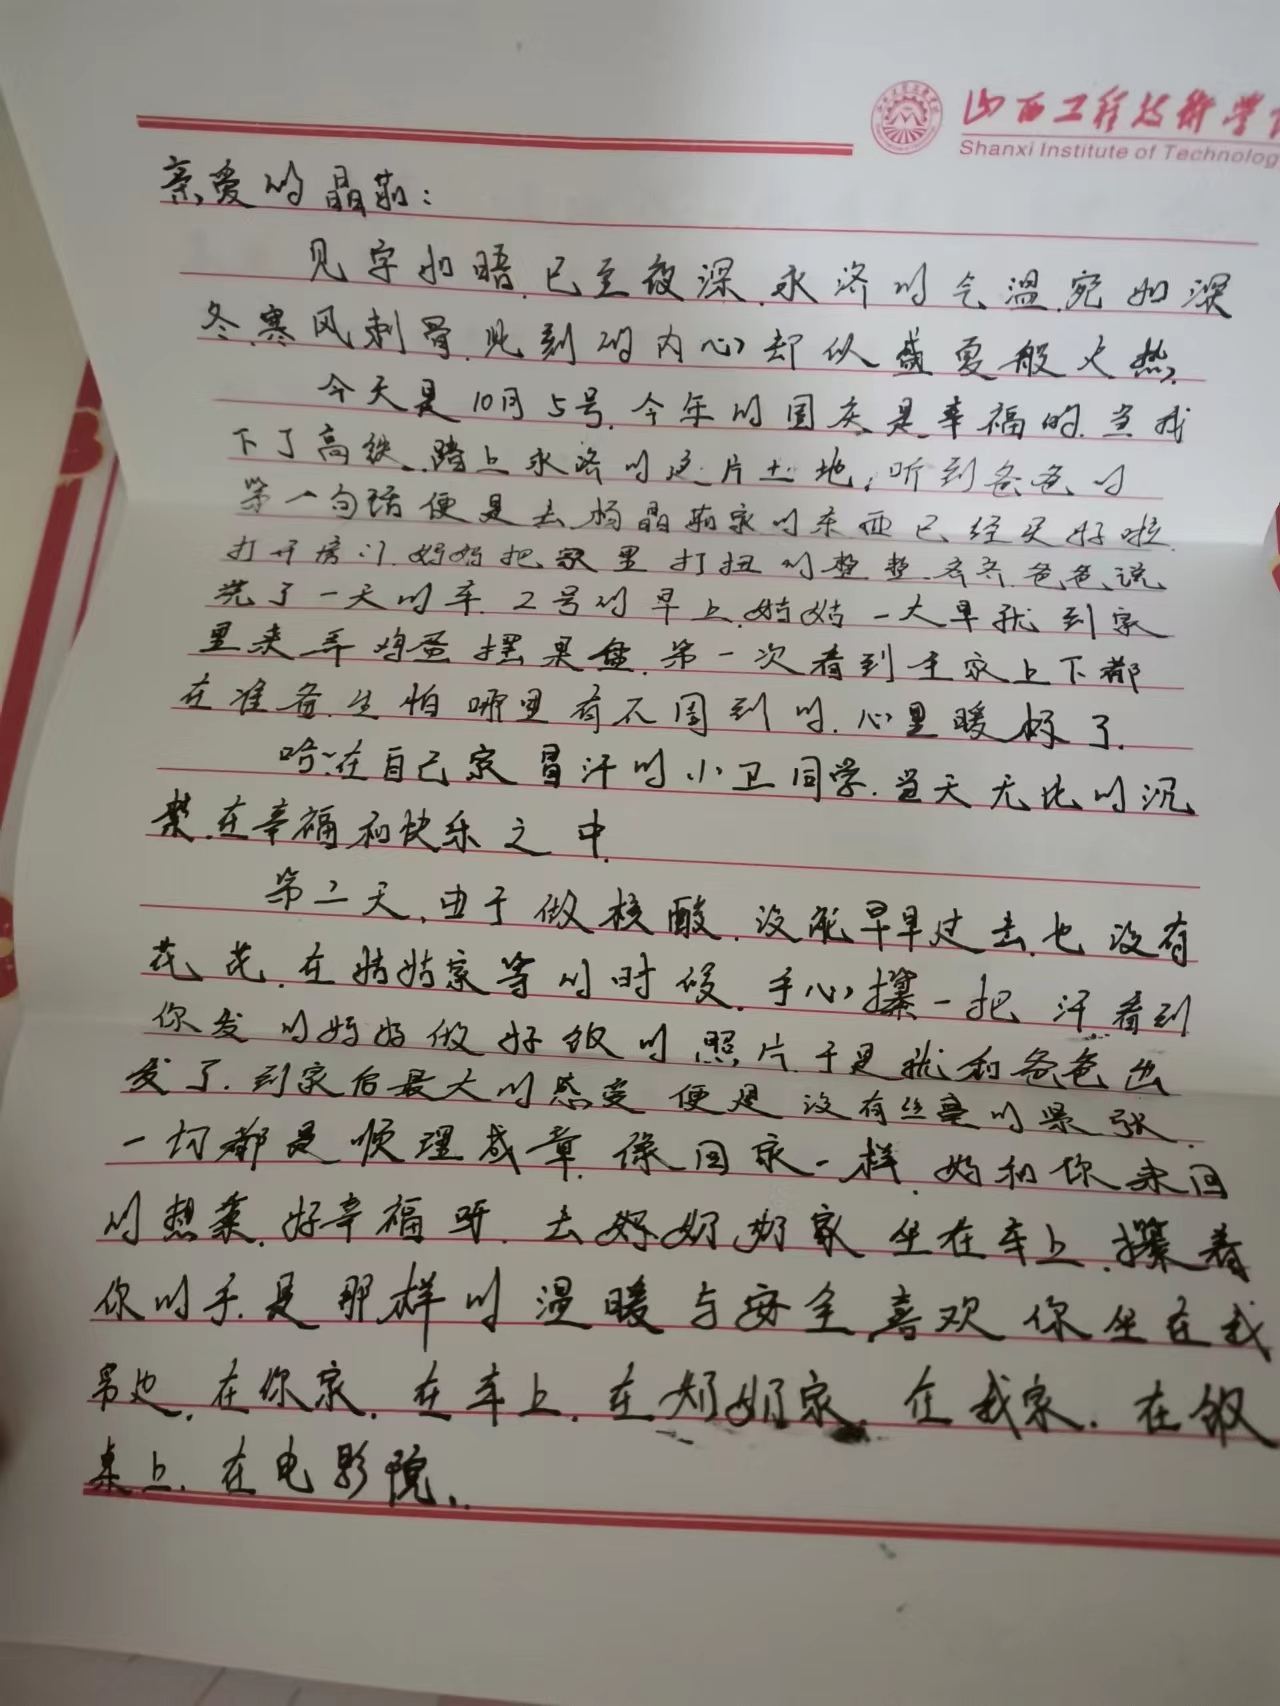 山西工程技术学
Shanxi Institute of Technology
亲爱的晶莉:
见字如晤,已至夜深,永济的气温宛如深
冬,寒风刺骨,此刻的内心却似盛夏般火热,
今天是10月5号,今年的国庆是幸福的,当我
下了高铁,踏上永济的这片土地,听到爸爸的
第一句话便是去杨晶莉家的东西已经买好啦,
打开房门,妈妈把家里打扫的整整齐齐,爸爸说
洗了一天的车,2号的早上,姑姑一大早就到家
里来弄鸡蛋摆果盘,第一次看到全家上下都
在准备,生怕哪里有不周到的,心里暖极了,
哈,在自己家冒汗的小卫同学,当天无比的沉
禁,在幸福和快乐之中,
第二天,由于做核酸,没能早早过去,也没有
花花,在姑姑家等的时候,手心攥一把汗,看到
你发的妈妈做好饭的照片,于是我和爸爸出
发了,到家后最大的感受便是没有丝毫的紧张,
一切都是顺理成章,像回家一样,妈和你来回
的热菜,好幸福呀,去奶奶家坐在车上,攥着
你的手,是那样的温暖与安全,喜欢你坐在我
旁边,在你家,在车上,在奶奶家,在我家,在饭
桌上,在电影院,